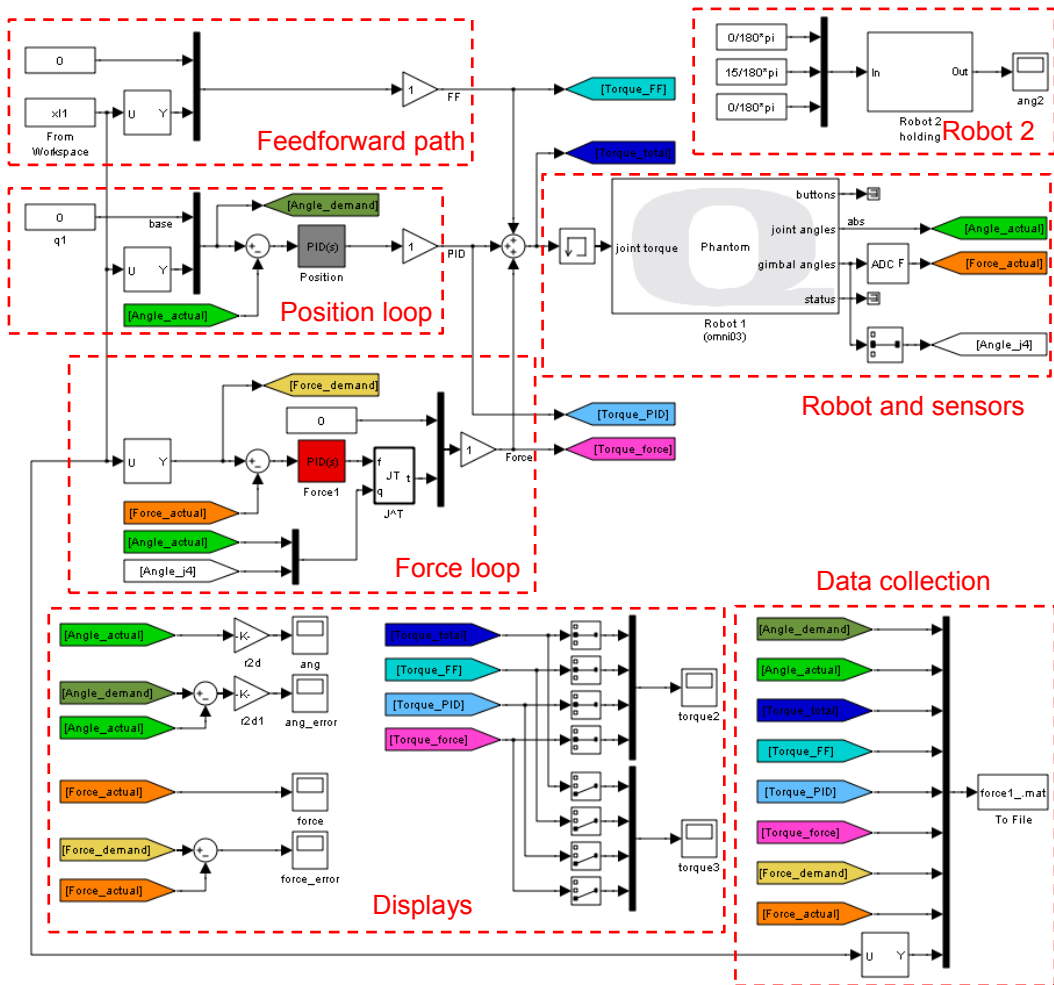 0
xI1
From
Workspace
U Y
1
FF
Feedforward path
[Torque_FF]
[Torque_total]
0/180*pi
15/180*pi
0/180*pi
In Out
Robot 2
holding
ang2
Robot 2
0
q1
base
U Y
[Angle_demand]
+
-
PID(s)
Position
1
PID
[Angle_actual]
Position loop
+
+
+
joint torque
Phantom
buttons
joint angles
gimbal angles
status
abs
Robot 1
(omni03)
[Angle_actual]
ADC F
[Force_actual]
[Angle_j4]
Robot and sensors
[Force_demand]
0
U Y
+
-
PID(s)
Force1
f
q
JT
t
J^T
1
Force
[Torque_PID]
[Torque_force]
[Force_actual]
[Angle_actual]
[Angle_j4]
Force loop
[Angle_actual]
-K-
r2d
ang
[Angle_demand]
+
-
-K-
r2d1
ang_error
[Angle_actual]
[Force_actual]
force
[Force_demand]
+
-
force_error
[Force_actual]
[Torque_total]
[Torque_FF]
[Torque_PID]
[Torque_force]
torque2
torque3
Displays
Data collection
[Angle_demand]
[Angle_actual]
[Torque_total]
[Torque_FF]
[Torque_PID]
[Torque_force]
[Force_demand]
[Force_actual]
U Y
force1_.mat
To File